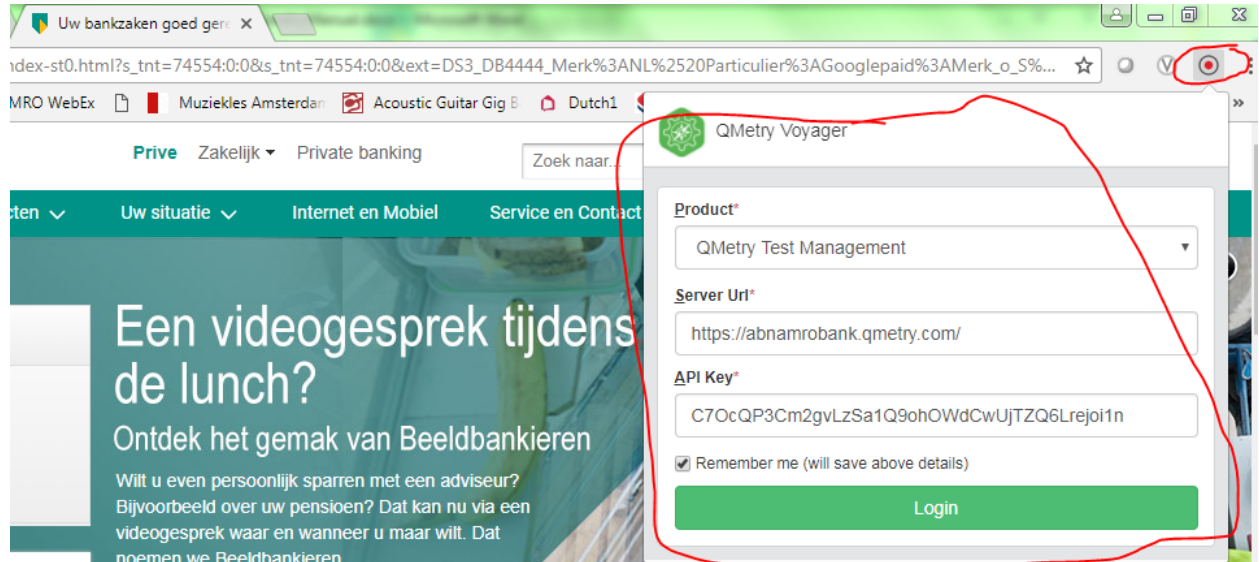 Uw bankzaken goed gere
ndex-st0.html?s_tnt=74554:0:0&s_tnt=74554:0:0&ext=DS3_DB4444_Merk%3ANL%2520Particulier%3AGooglepaid%3AMerk_o_S%...
MRO WebEx Muziekles Amsterdam Acoustic Guitar Gig B Dutch1
QMetry Voyager
Prive Zakelijk Private banking
Zoek naar...
cten Uw situatie Internet en Mobiel Service en Contact
Product*
QMetry Test Management
Server Url*
https://abnamrobank.qmetry.com/
API Key*
C7OcQP3Cm2gvLzSa1Q9ohOWdCwUjTZQ6Lrejoi1n
Remember me (will save above details)
Login
Een videogesprek tijdens
de lunch?
Ontdek het gemak van Beeldbankieren
Wilt u even persoonlijk sparren met een adviseur?
Bijvoorbeeld over uw pensioen? Dat kan nu via een
videogesprek waar en wanneer u maar wilt. Dat
noemen we Beeldbankieren